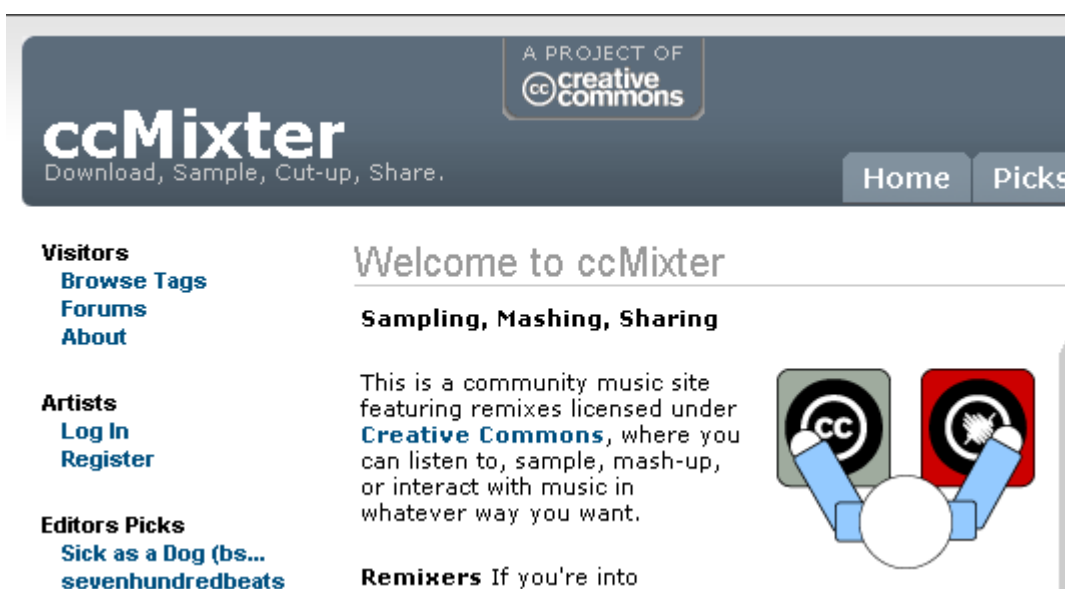 A PROJECT OF
cc creative
commons
ccMixter
Download, Sample, Cut-up, Share.
Home
Picks
Visitors
Browse Tags
Forums
About
Artists
Log In
Register
Editors Picks
Sick as a Dog (bs...
sevenhundredbeats
Welcome to ccMixter
Sampling, Mashing, Sharing
This is a community music site
featuring remixes licensed under
Creative Commons, where you
can listen to, sample, mash-up,
or interact with music in
whatever way you want.
cc
Remixers If you're into